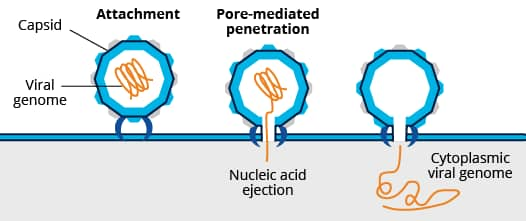 Capsid
Attachment
Viral
genome
Pore-mediated
penetration
Nucleic acid
ejection
Cytoplasmic
viral genome